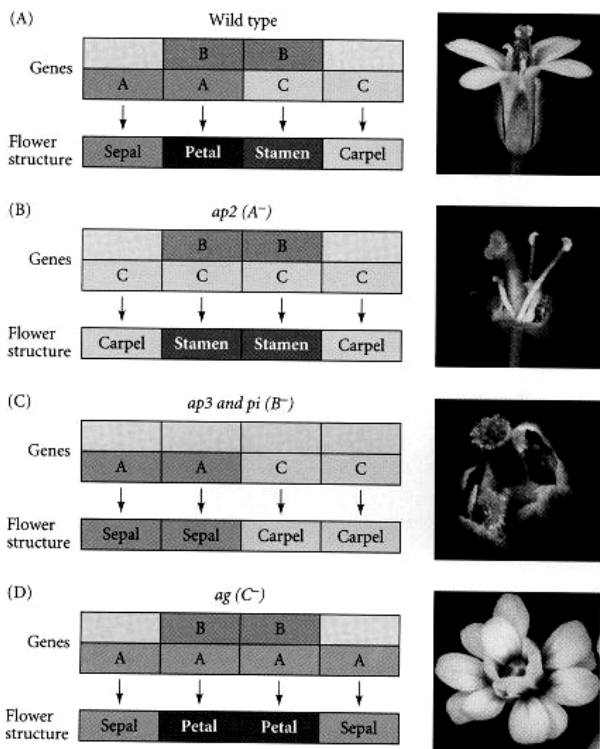 (A)
Wild type
Genes
B B
A A C C
Flower structure
Sepal Petal Stamen Carpel
(B)
ap2 (A⁻)
Genes
B B
C C C C
Flower structure
Carpel Stamen Stamen Carpel
(C)
ap3 and pi (B⁻)
Genes
A A C C
Flower structure
Sepal Sepal Carpel Carpel
(D)
ag (C⁻)
Genes
B B
A A A A
Flower structure
Sepal Petal Petal Sepal